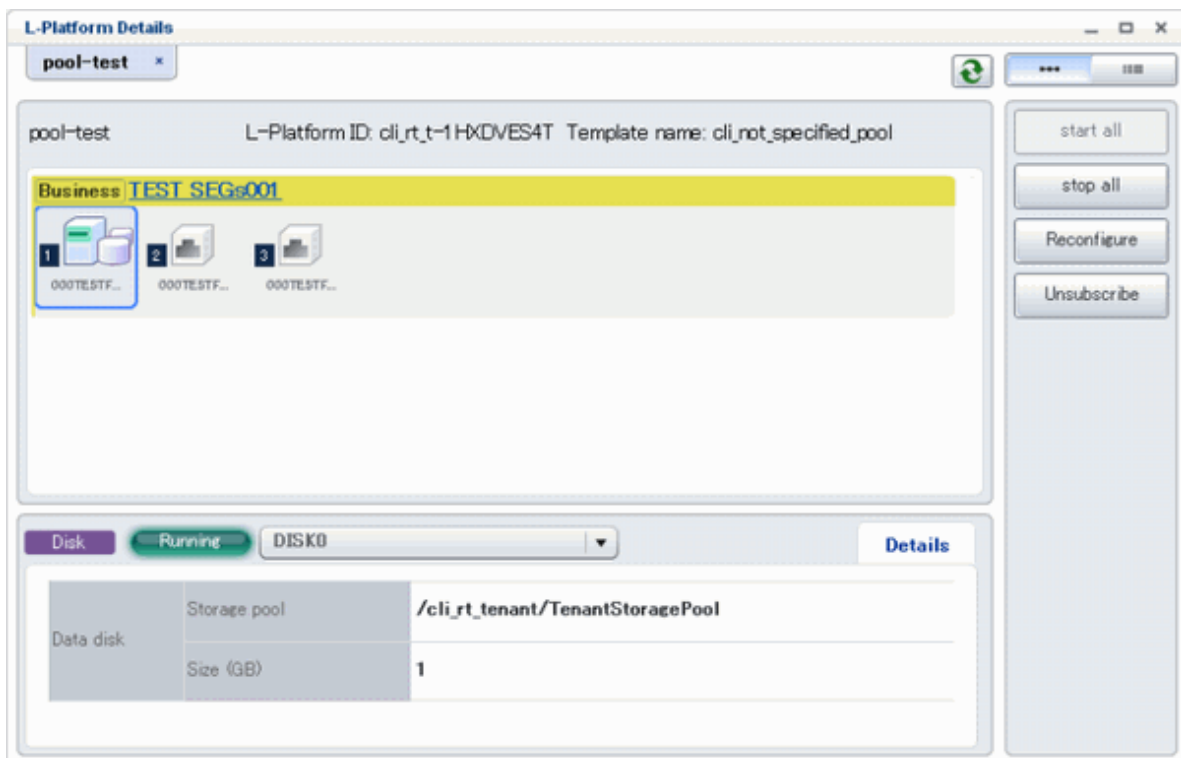 L-Platform Details
pool-test ×
pool-test L-Platform ID: cli_rt_t-1HXDVES4T Template name: cli_not_specified_pool
Business TEST SEGs001
1 2 3
000TESTF... 000TESTF... 000TESTF...
start all
stop all
Reconfigure
Unsubscribe
Disk Running DISK0 Details
Data disk
Storage pool /cli_rt_tenant/TenantStoragePool
Size (GB) 1